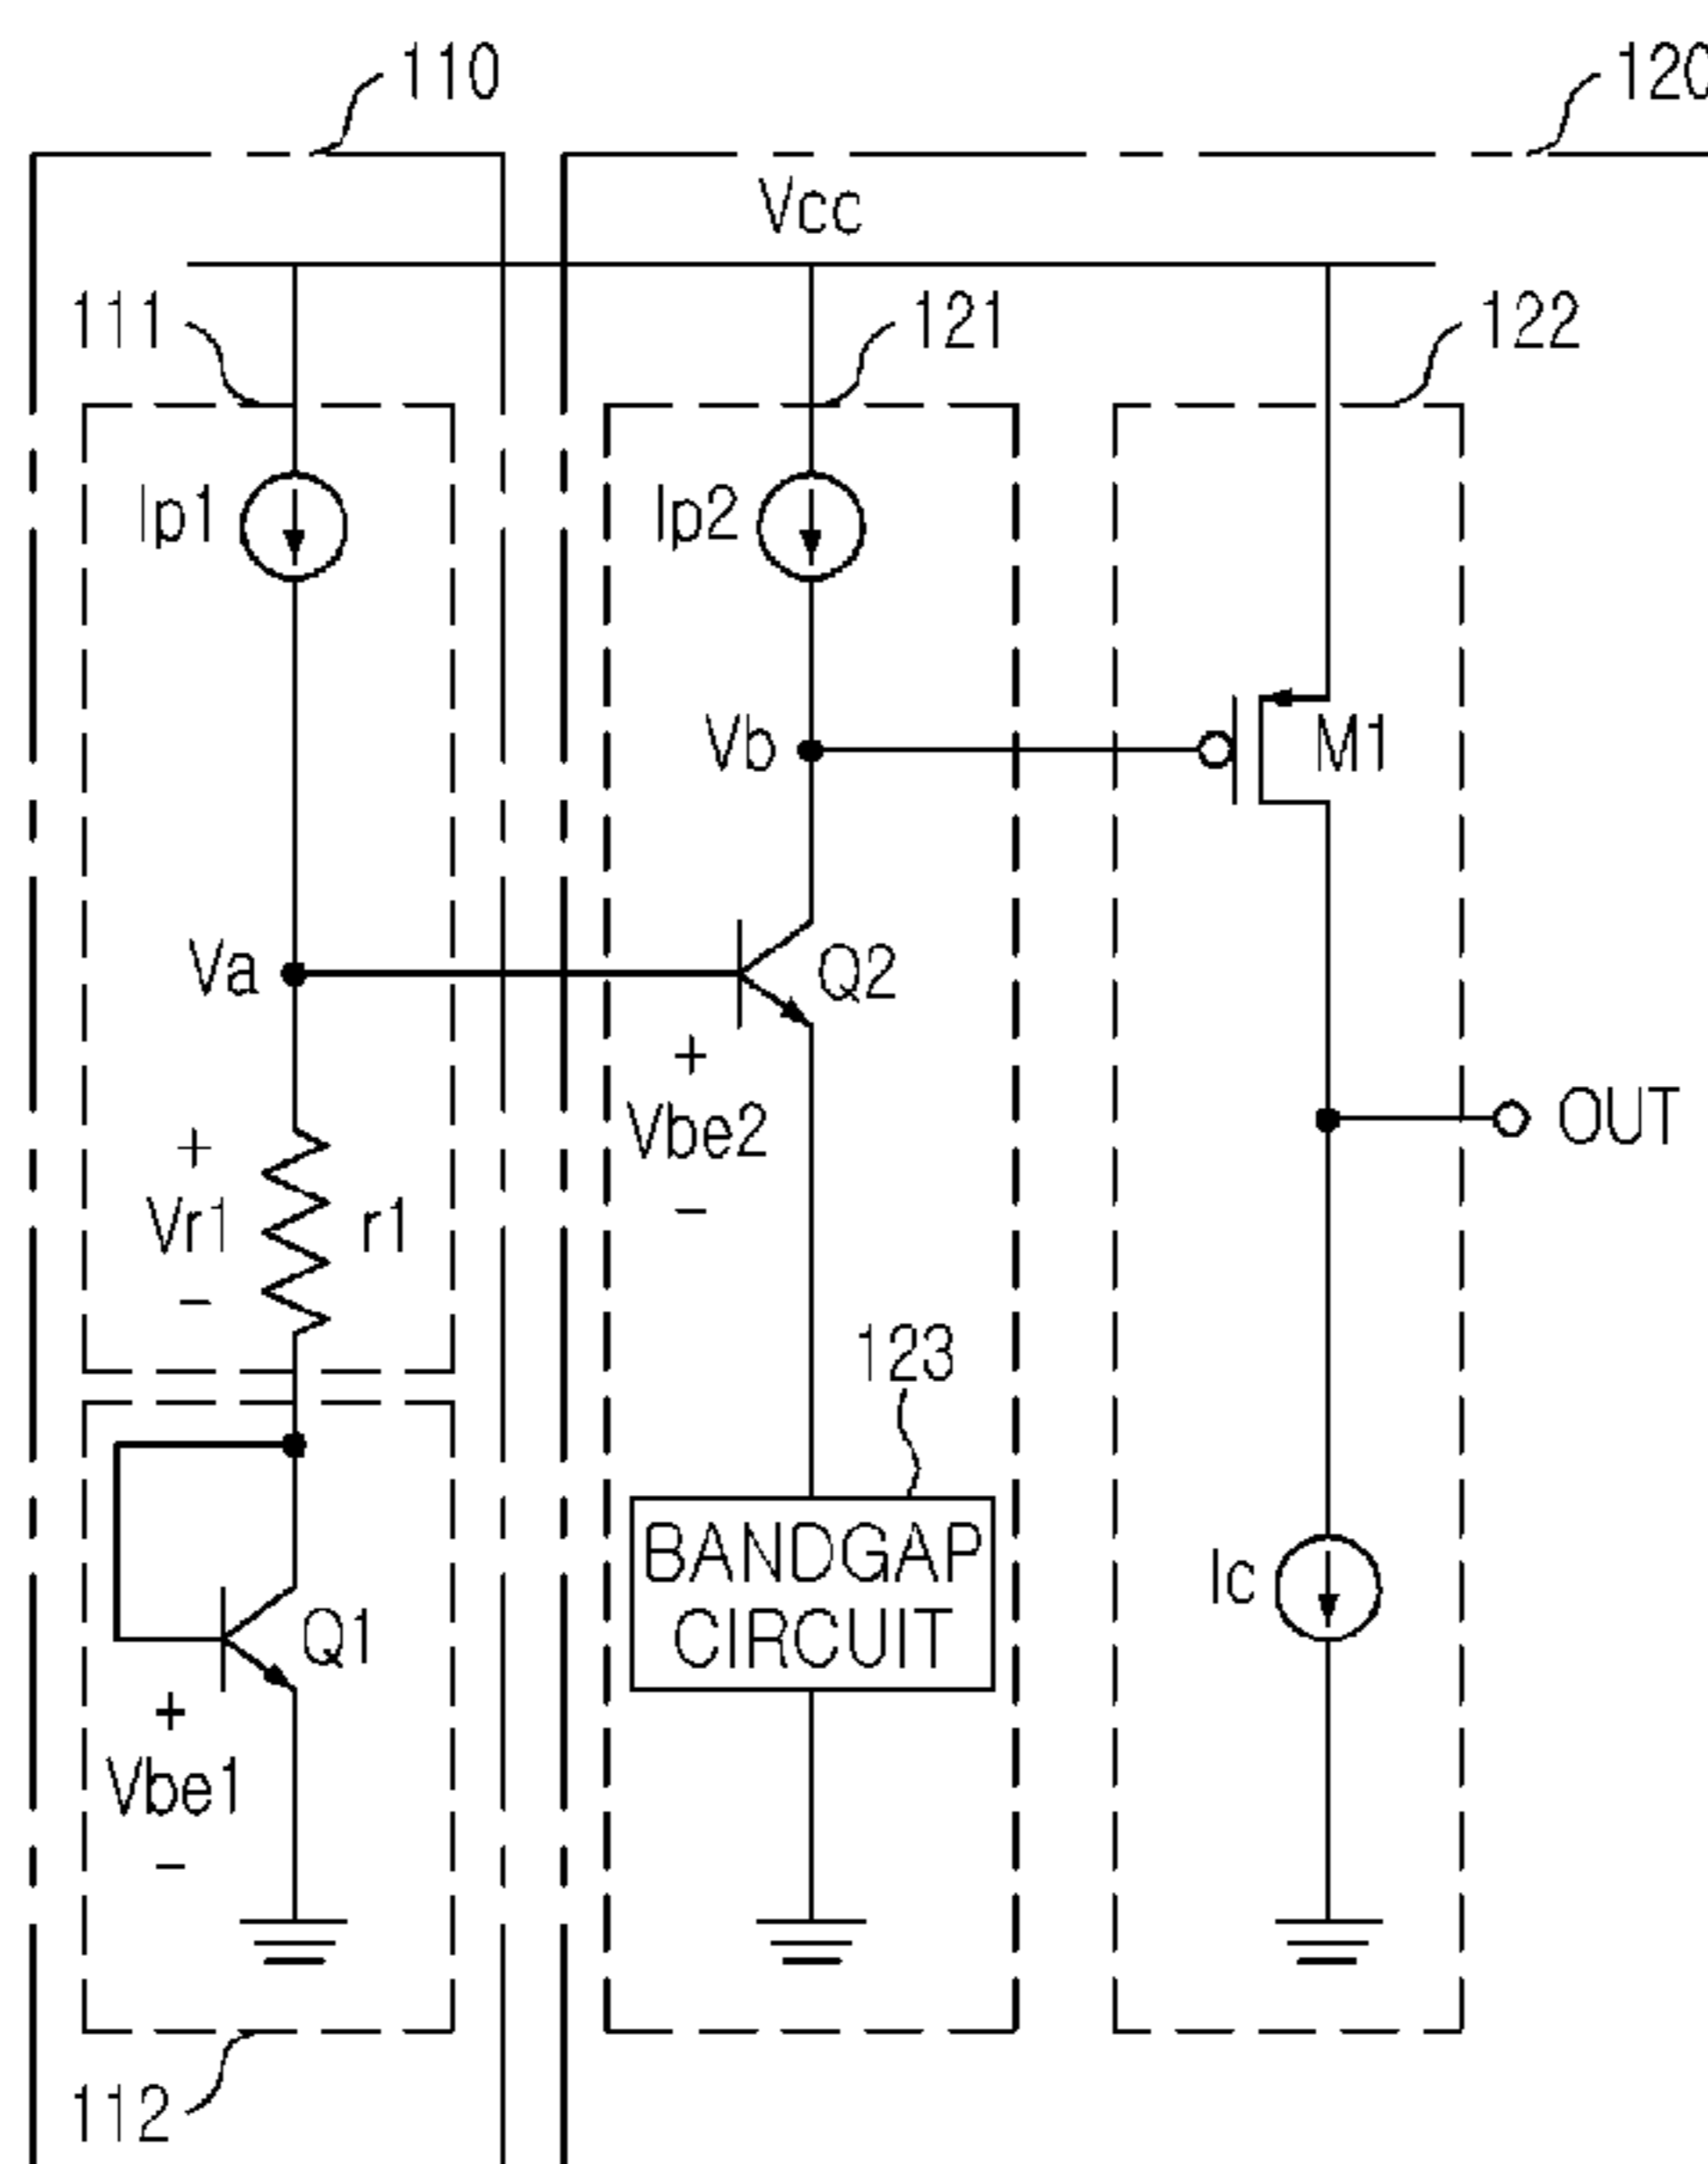 110
120
Vcc
111
121
122
Ip1
Ip2
Vb
M1
Va
Q2
+
Vbe2
-
OUT
+
Vr1
-
r1
123
BANDGAP
CIRCUIT
Ic
Q1
+
Vbe1
-
112